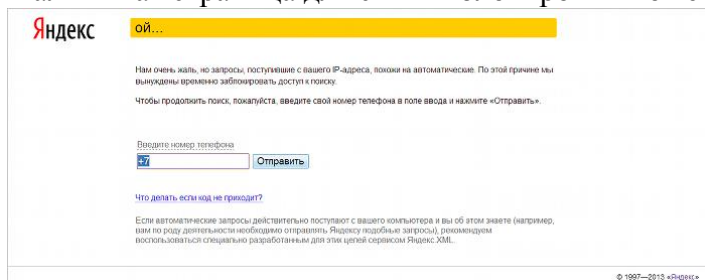 Яндекс
ой...
Нам очень жаль, но запросы, поступившие с вашего IP-адреса, похожи на автоматические. По этой причине мы
вынуждены временно заблокировать доступ к поиску.
Чтобы продолжить поиск, пожалуйста, введите свой номер телефона в поле ввода и нажмите «Отправить».
Введите номер телефона
+7 Отправить
Что делать если код не приходит?
Если автоматические запросы действительно поступают с вашего компьютера и вы об этом знаете (например,
вам по роду деятельности необходимо отправлять Яндексу подобные запросы), рекомендуем
воспользоваться специально разработанным для этих целей сервисом Яндекс.XML.
© 1997—2013 «Яндекс»